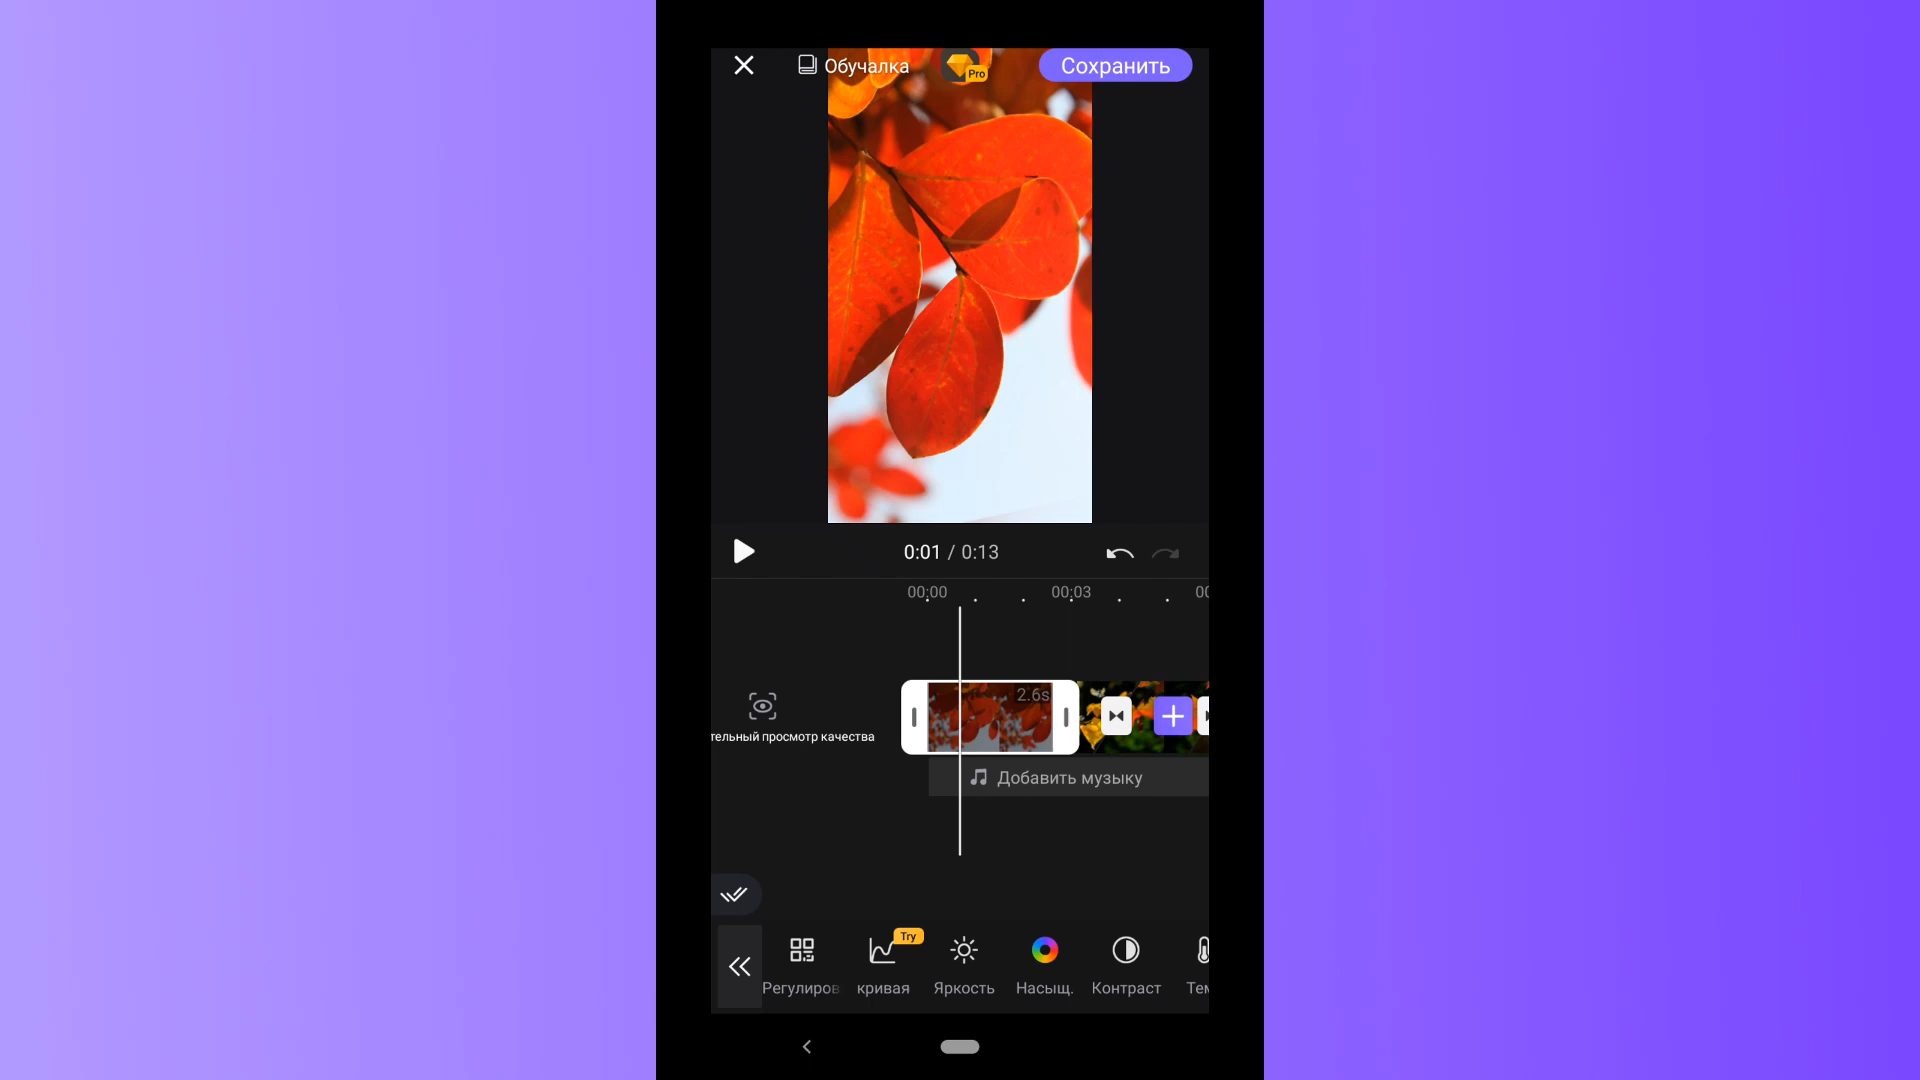 Обучалка
Pro
Сохранить
0:01 / 0:13
00:00
00:03
00
2.6s
тельный просмотр качества
Добавить музыку
Try
Регулиров
кривая
Яркость
Насыщ.
Контраст
Тем